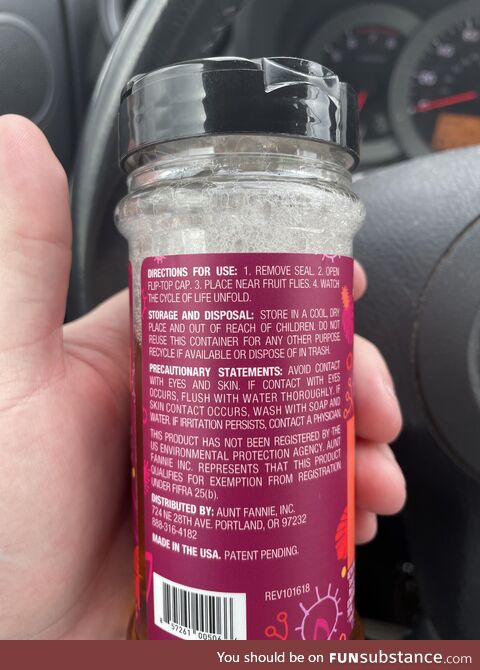 DIRECTIONS FOR USE: 1. REMOVE SEAL. 2. OPEN
FLIP-TOP CAP. 3. PLACE NEAR FRUIT FLIES. 4. WATCH
THE CYCLE OF LIFE UNFOLD.
STORAGE AND DISPOSAL: STORE IN A COOL, DRY
PLACE AND OUT OF REACH OF CHILDREN. DO NOT
REUSE THIS CONTAINER FOR ANY OTHER PURPOSE.
RECYCLE IF AVAILABLE OR DISPOSE OF IN TRASH.
PRECAUTIONARY STATEMENTS: AVOID CONTACT
WITH EYES AND SKIN. IF CONTACT WITH EYES
OCCURS, FLUSH WITH WATER THOROUGHLY. IF
SKIN CONTACT OCCURS, WASH WITH SOAP AND
WATER. IF IRRITATION PERSISTS, CONTACT A PHYSICIAN.
THIS PRODUCT HAS NOT BEEN REGISTERED BY THE
US ENVIRONMENTAL PROTECTION AGENCY. AUNT
FANNIE INC. REPRESENTS THAT THIS PRODUCT
QUALIFIES FOR EXEMPTION FROM REGISTRATION
UNDER FIFRA 25(b).
DISTRIBUTED BY: AUNT FANNIE, INC.
724 NE 28TH AVE. PORTLAND, OR 97232
888-316-4182
MADE IN THE USA. PATENT PENDING.
REV101618
8 57261 00506
You should be on FUNsubstance.com